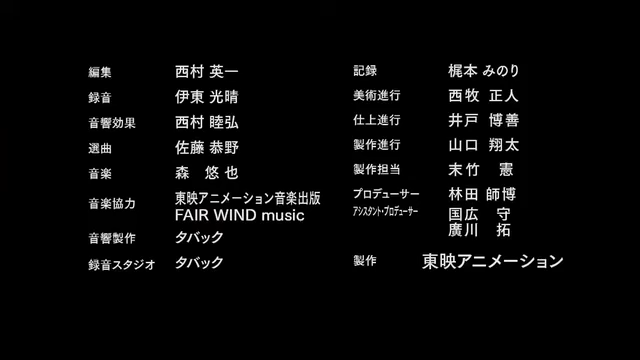 編集 西村 英一
録音 伊東 光晴
音響効果 西村 睦弘
選曲 佐藤 恭野
音楽 森 悠也
音楽協力 東映アニメーション音楽出版
FAIR WIND music
音響製作 タバック
録音スタジオ タバック
記録 梶本 みのり
美術進行 西牧 正人
仕上進行 井戸 博善
製作進行 山口 翔太
製作担当 末竹 憲
プロデューサー 林田 師博
アシスタント・プロデューサー 国広 守
廣川 拓
製作 東映アニメーション